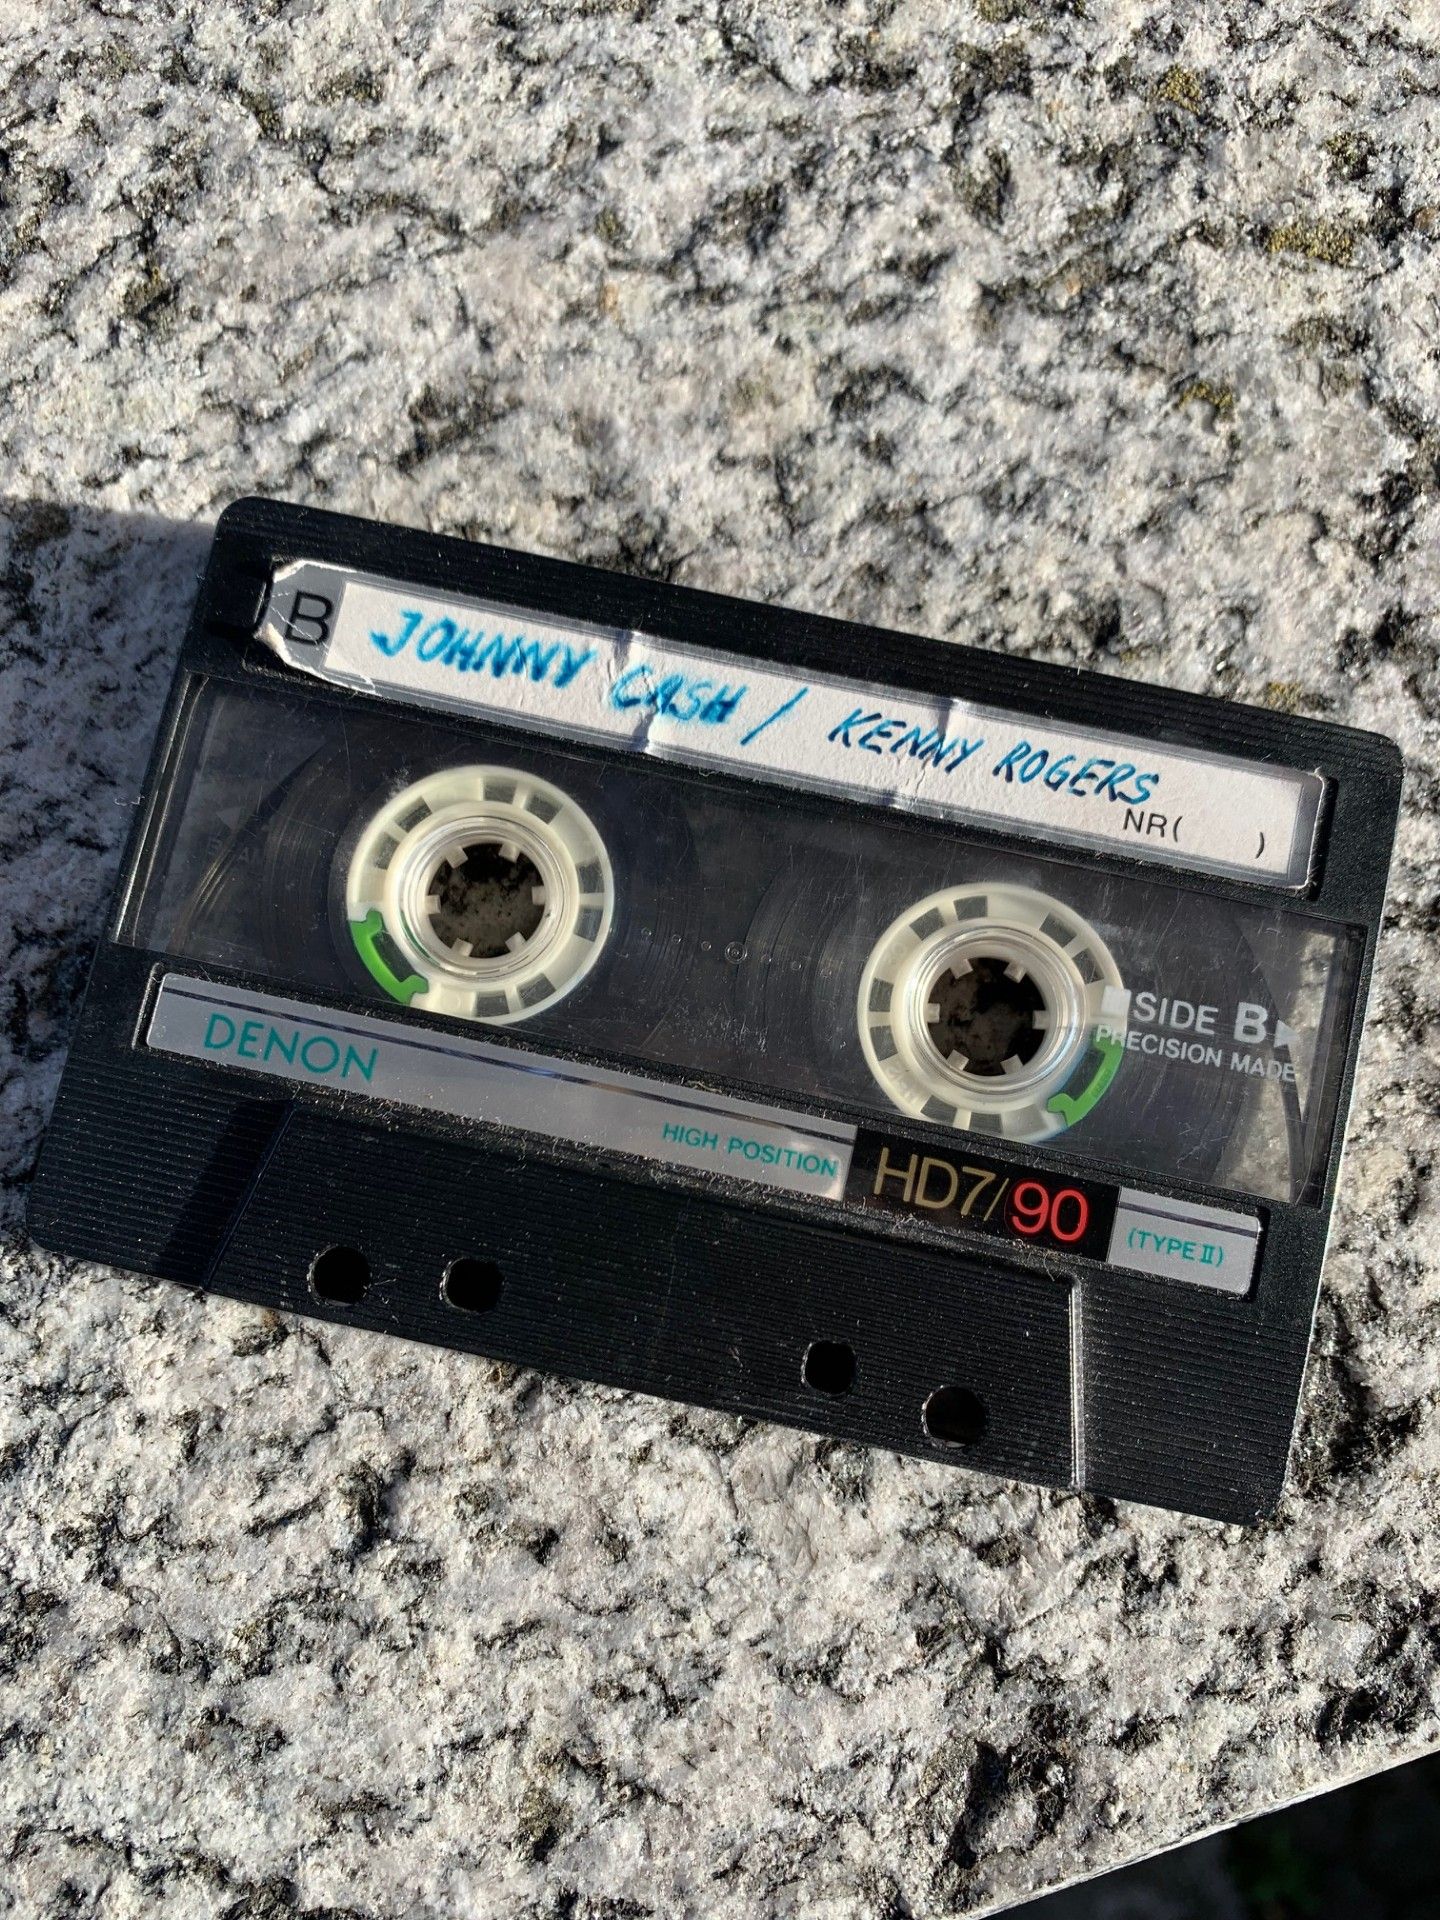 B JOHNNY CASH / KENNY ROGERS
NR( )
SIDE B
PRECISION MADE
DENON
HIGH POSITION HD7/90 (TYPE II)